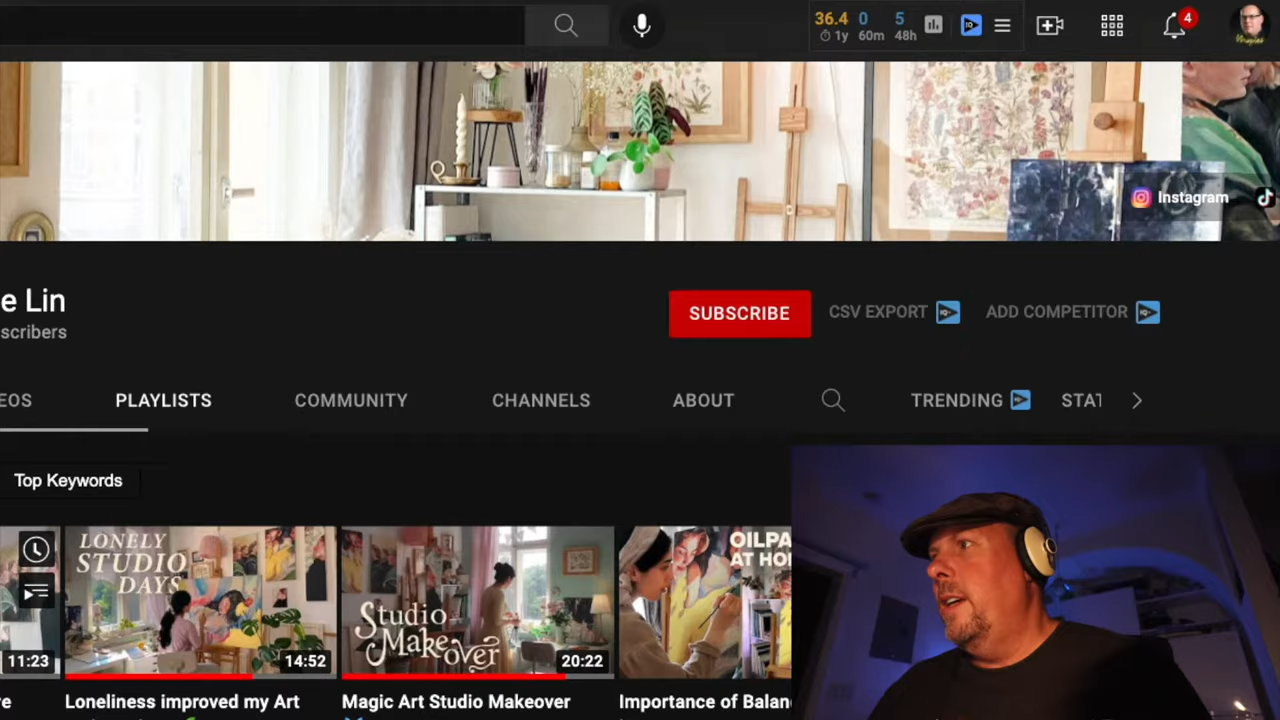 36.4 0 5
1y 60m 48h
4
Instagram
e Lin
scribers
SUBSCRIBE
CSV EXPORT
ADD COMPETITOR
EOS
PLAYLISTS
COMMUNITY
CHANNELS
ABOUT
TRENDING
STAT
Top Keywords
11:23
LONELY
STUDIO
DAYS
14:52
Studio
Makeover
20:22
OILPA
AT HOM
e
Loneliness improved my Art
Magic Art Studio Makeover
Importance of Balan